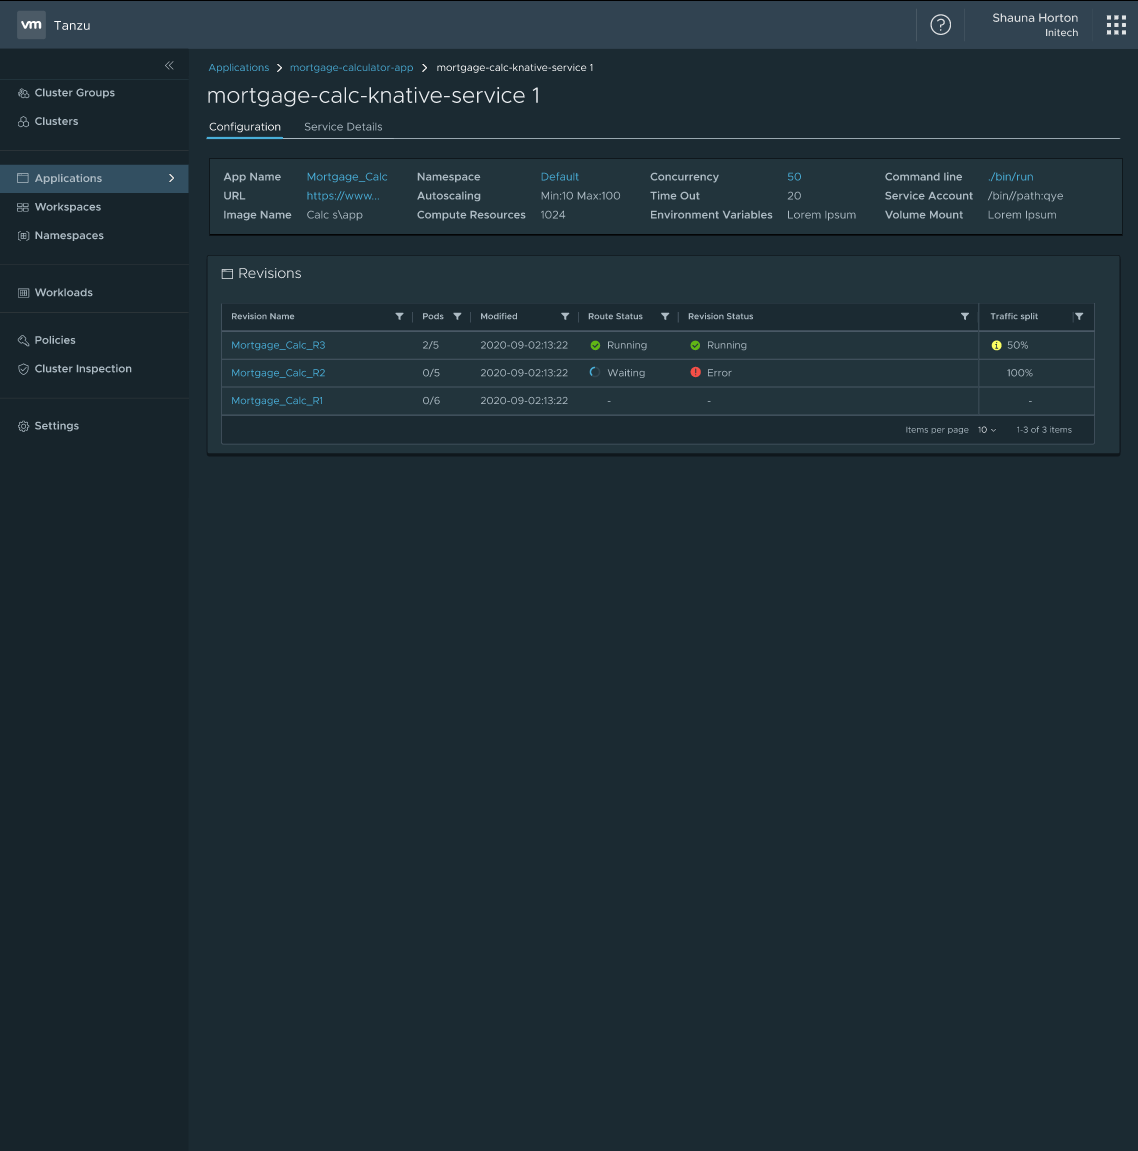 vm Tanzu
Shauna Horton
Initech
Cluster Groups
Clusters
Applications
Workspaces
Namespaces
Workloads
Policies
Cluster Inspection
Settings
Applications > mortgage-calculator-app > mortgage-calc-knative-service 1
mortgage-calc-knative-service 1
Configuration Service Details
App Name Mortgage_Calc Namespace Default Concurrency 50 Command line ./bin/run
URL https://www... Autoscaling Min:10 Max:100 Time Out 20 Service Account /bin//path:qye
Image Name Calc s\app Compute Resources 1024 Environment Variables Lorem Ipsum Volume Mount Lorem Ipsum
Revisions
Revision Name Pods Modified Route Status Revision Status Traffic split
Mortgage_Calc_R3 2/5 2020-09-02:13:22 Running Running 50%
Mortgage_Calc_R2 0/5 2020-09-02:13:22 Waiting Error 100%
Mortgage_Calc_R1 0/6 2020-09-02:13:22 - - -
Items per page 10 1-3 of 3 items